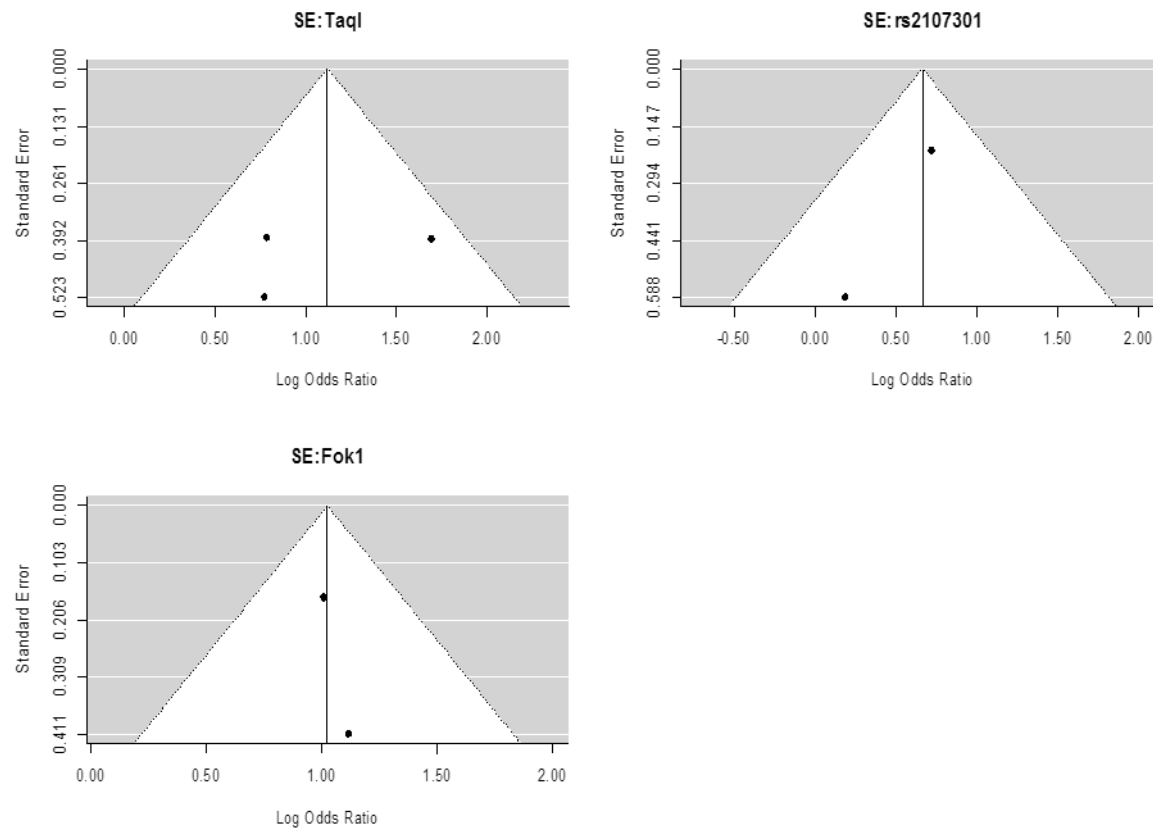 SE:TaqI
Standard Error
0.000
0.131
0.261
0.392
0.523
0.00 0.50 1.00 1.50 2.00
Log Odds Ratio
SE:rs2107301
Standard Error
0.000
0.147
0.294
0.441
0.588
-0.50 0.00 0.50 1.00 1.50 2.00
Log Odds Ratio
SE:Fok1
Standard Error
0.000
0.103
0.206
0.309
0.411
0.00 0.50 1.00 1.50 2.00
Log Odds Ratio